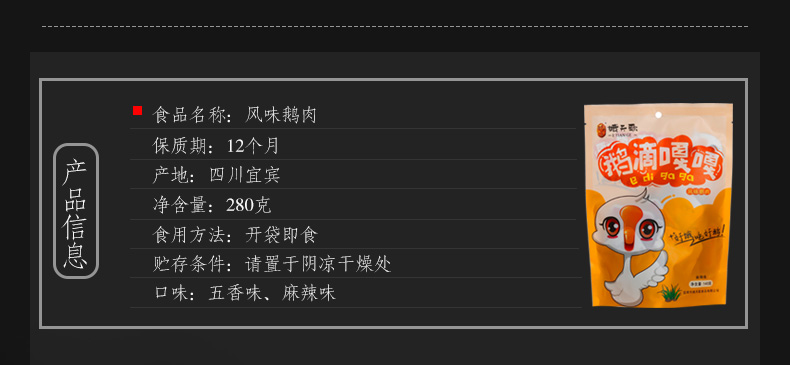 产品信息
食品名称：风味鹅肉
保质期：12个月
产地：四川宜宾
净含量：280克
食用方法：开袋即食
贮存条件：请置于阴凉干燥处
口味：五香味、麻辣味
鹅滴嘎嘎
e di ga ga